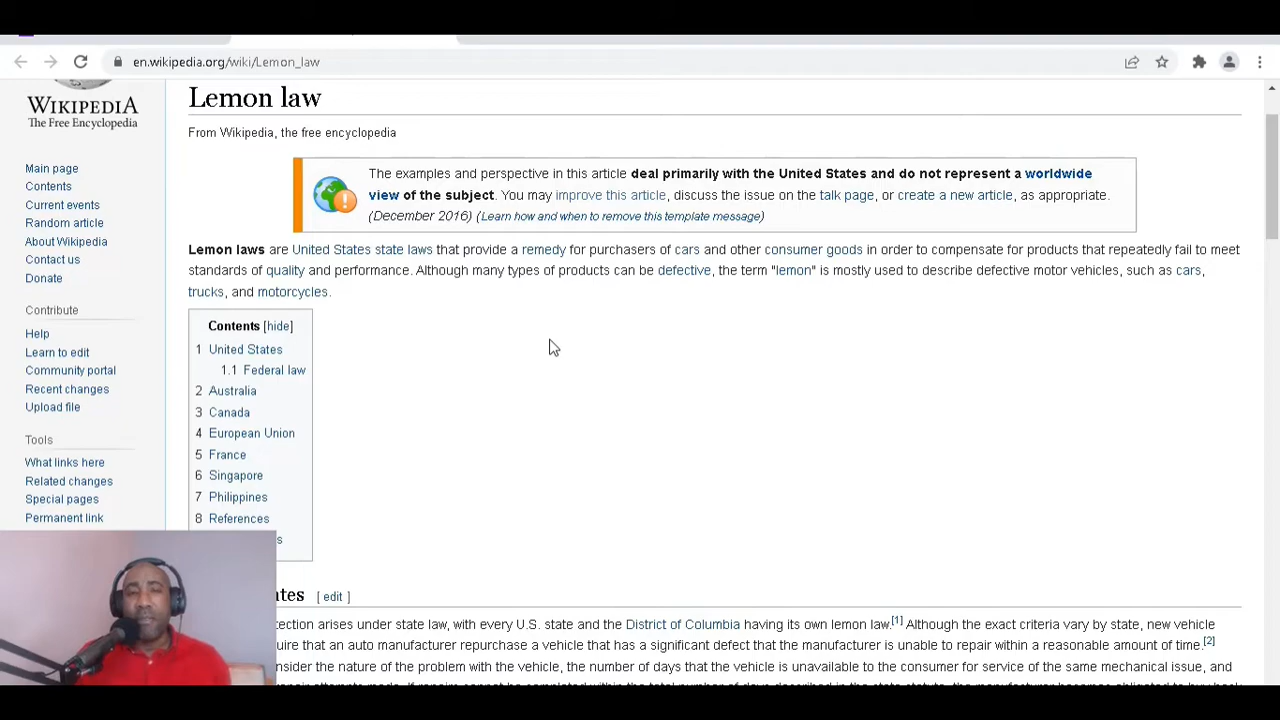 en.wikipedia.org/wiki/Lemon_law
WIKIPEDIA
The Free Encyclopedia
Main page
Contents
Current events
Random article
About Wikipedia
Contact us
Donate
Contribute
Help
Learn to edit
Community portal
Recent changes
Upload file
Tools
What links here
Related changes
Special pages
Permanent link
Lemon law
From Wikipedia, the free encyclopedia
The examples and perspective in this article deal primarily with the United States and do not represent a worldwide
view of the subject. You may improve this article, discuss the issue on the talk page, or create a new article, as appropriate.
(December 2016) (Learn how and when to remove this template message)
Lemon laws are United States state laws that provide a remedy for purchasers of cars and other consumer goods in order to compensate for products that repeatedly fail to meet
standards of quality and performance. Although many types of products can be defective, the term "lemon" is mostly used to describe defective motor vehicles, such as cars,
trucks, and motorcycles.
Contents [hide]
1 United States
1.1 Federal law
2 Australia
3 Canada
4 European Union
5 France
6 Singapore
7 Philippines
8 References
[ edit ]
arises under state law, with every U.S. state and the District of Columbia having its own lemon law.[1] Although the exact criteria vary by state, new vehicle
that an auto manufacturer repurchase a vehicle that has a significant defect that the manufacturer is unable to repair within a reasonable amount of time.[2]
the nature of the problem with the vehicle, the number of days that the vehicle is unavailable to the consumer for service of the same mechanical issue, and